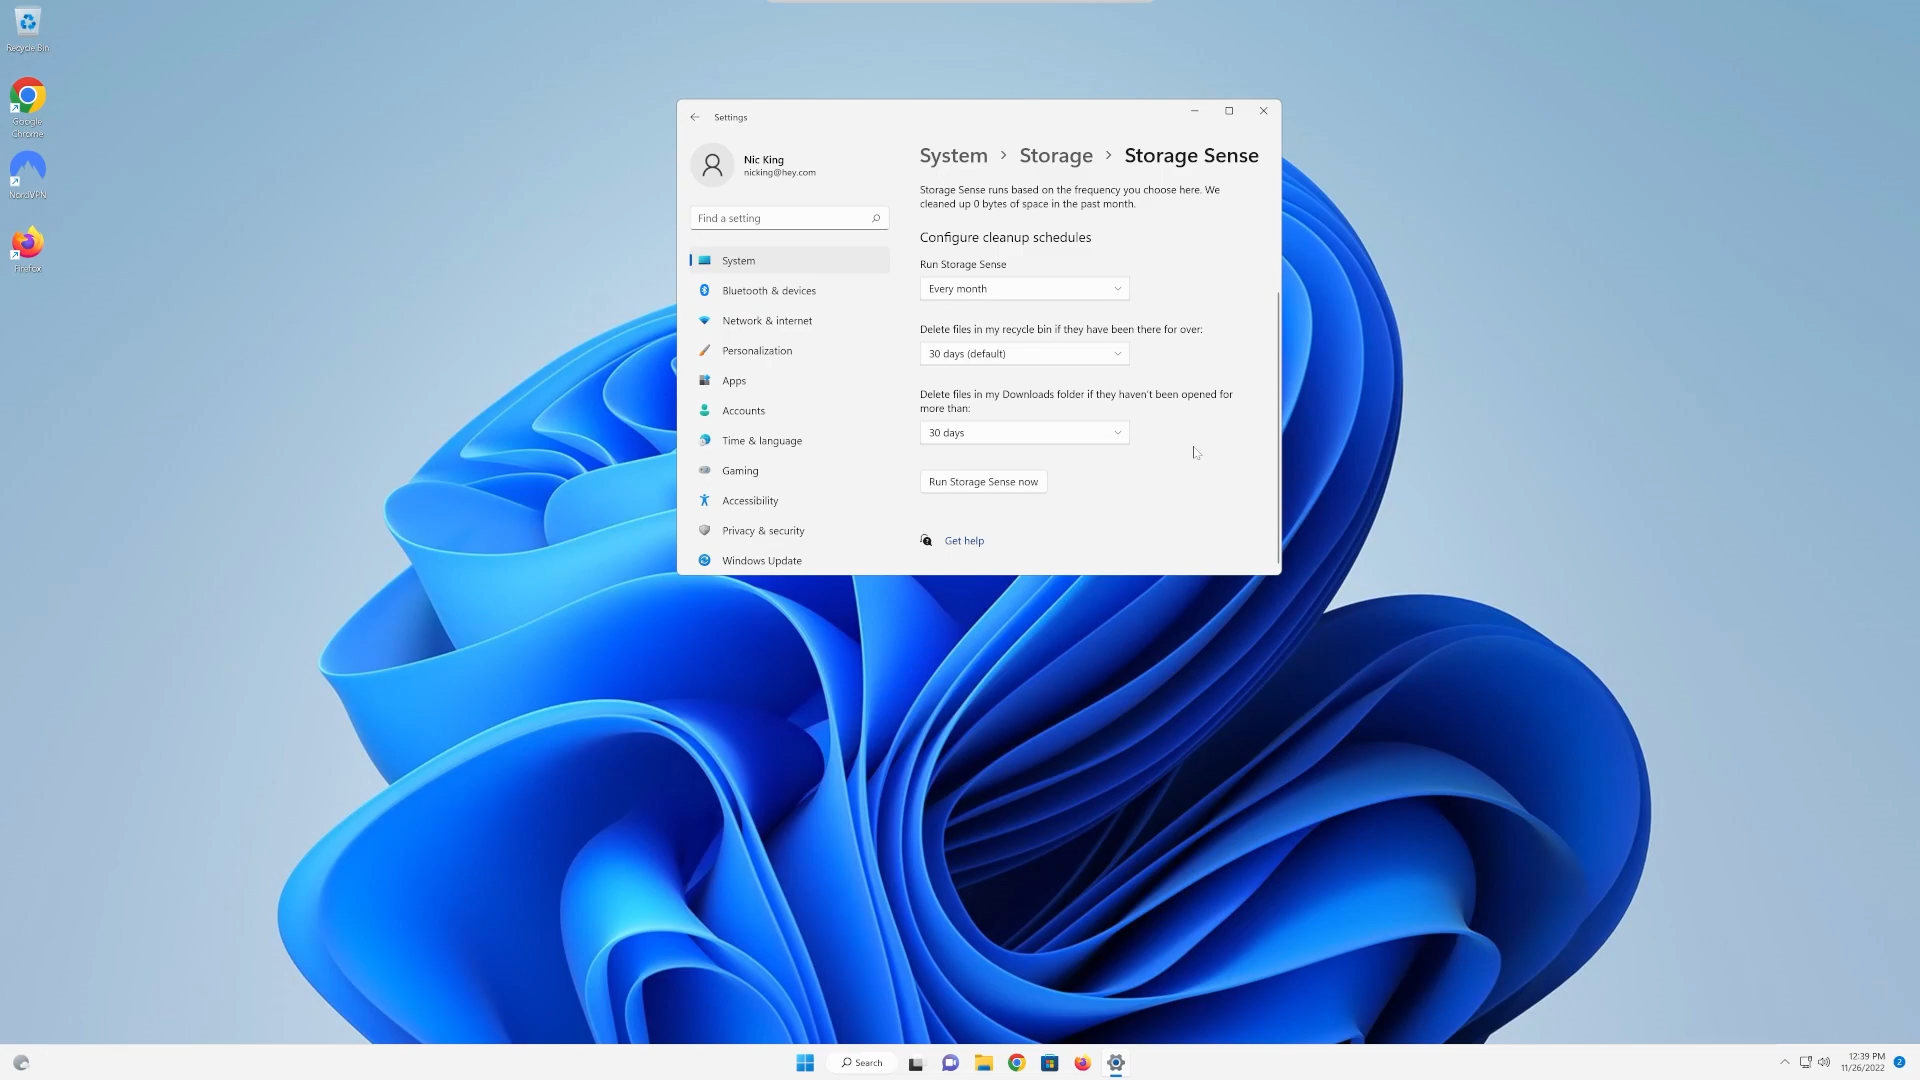 Recycle Bin
Google
Chrome
NordVPN
Firefox
Settings
Nic King
nicking@hey.com
Find a setting
System
Bluetooth & devices
Network & internet
Personalization
Apps
Accounts
Time & language
Gaming
Accessibility
Privacy & security
Windows Update
System > Storage > Storage Sense
Storage Sense runs based on the frequency you choose here. We
cleaned up 0 bytes of space in the past month.
Configure cleanup schedules
Run Storage Sense
Every month
Delete files in my recycle bin if they have been there for over:
30 days (default)
Delete files in my Downloads folder if they haven't been opened for
more than:
30 days
Run Storage Sense now
Get help
Search
12:39 PM
11/26/2022
2